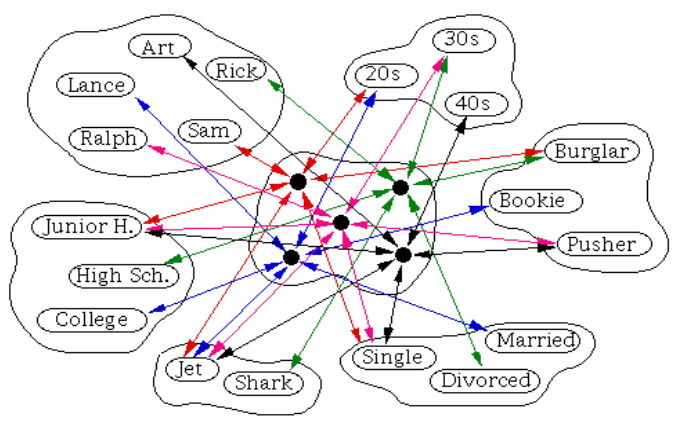 Art
Rick
Lance
Ralph
Sam
20s
30s
40s
Burglar
Bookie
Pusher
Junior H.
High Sch.
College
Jet
Shark
Single
Married
Divorced